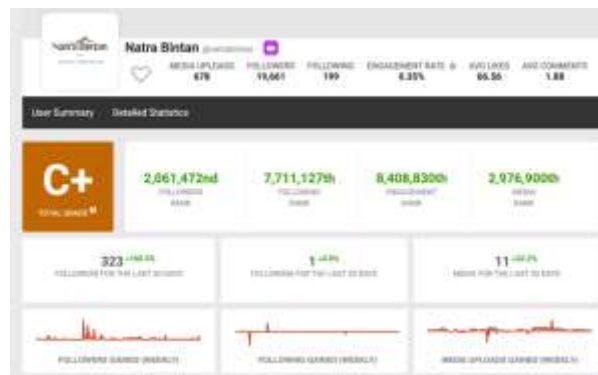 Natra Bintan
Natra Bintan
MEDIA UPLOADS
678
FOLLOWERS
19,661
FOLLOWING
199
ENGAGEMENT RATE
0.35%
AVG LIKES
66.56
AVG COMMENTS
1.88
User Summary
Detailed Statistics
C+
TOTAL GRADE
2,061,472nd
FOLLOWERS
RANK
7,711,127th
FOLLOWING
RANK
8,408,830th
ENGAGEMENT
RANK
2,976,900th
MEDIA
RANK
323
FOLLOWERS FOR THE LAST 30 DAYS
1
FOLLOWING FOR THE LAST 30 DAYS
11
MEDIA FOR THE LAST 30 DAYS
FOLLOWERS GAINED (WEEKLY)
FOLLOWING GAINED (WEEKLY)
MEDIA UPLOADS GAINED (WEEKLY)